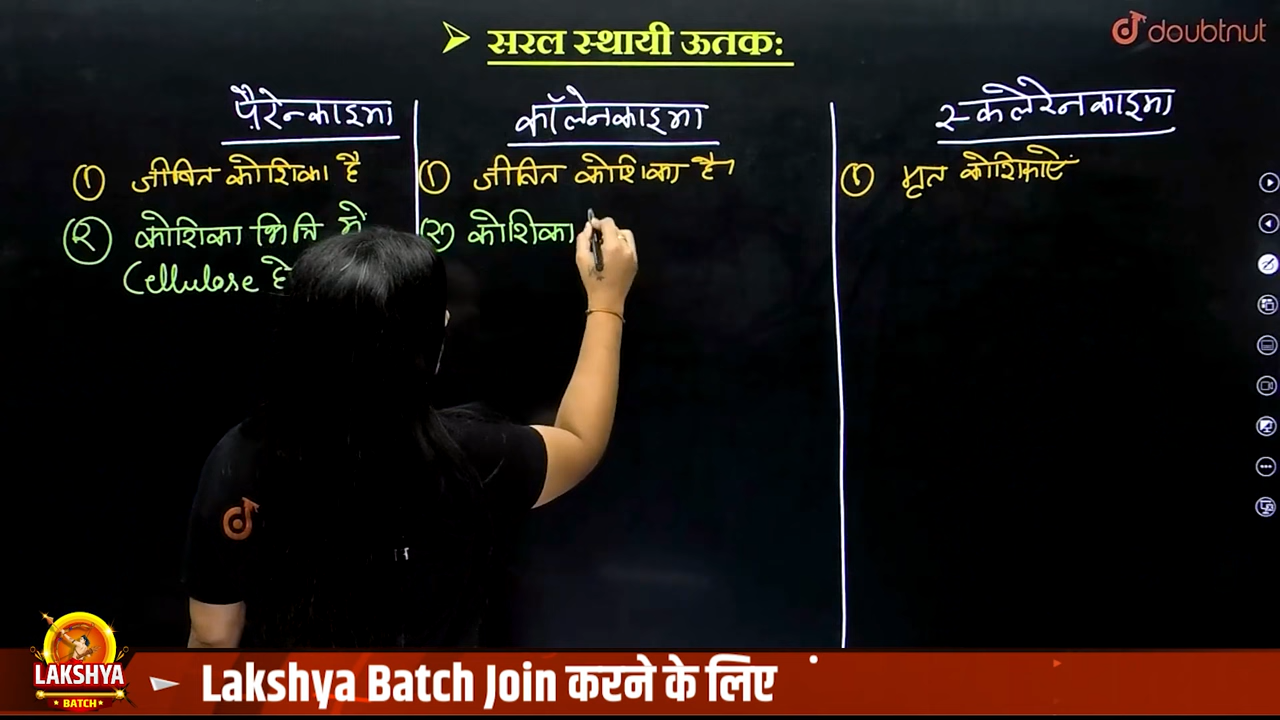 ➤ सरल स्थायी ऊतक:
doubtnut
पैरेन्काइमा
कॉलेनकाइमा
स्कलेरेनकाइमा
① जीवित कोशिका है
① जीवित कोशिका है।
① मृत कोशिकाएं
② कोशिका भित्ति में
Cellulose है
② कोशिका
LAKSHYA
BATCH
Lakshya Batch Join करने के लिए